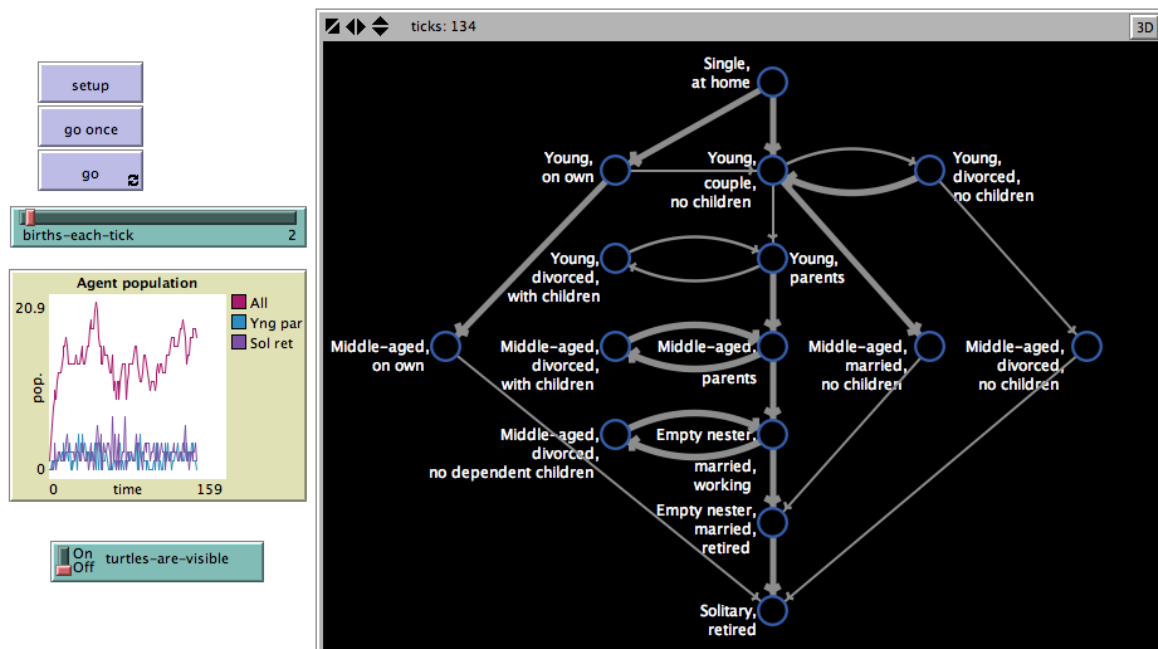 setup
go once
go
births-each-tick 2
Agent population
20.9
pop.
0
0 time 159
All
Yng par
Sol ret
On
Off
turtles-are-visible
ticks: 134
3D
Single,
at home
Young,
on own
Young,
couple,
no children
Young,
divorced,
no children
Young,
divorced,
with children
Young,
parents
Middle-aged,
on own
Middle-aged,
divorced,
with children
Middle-aged,
parents
Middle-aged,
married,
no children
Middle-aged,
divorced,
no children
Middle-aged,
divorced,
no dependent children
Empty nester,
married,
working
Empty nester,
married,
retired
Solitary,
retired